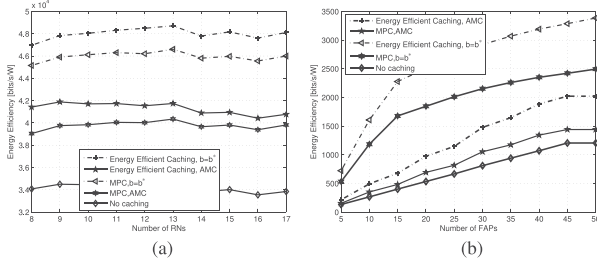 5 x 10⁴
4.8
4.6
4.4
4.2
4
3.8
3.6
3.4
3.2
8 9 10 11 12 13 14 15 16 17
Number of RNs
Energy Efficiency [bits/s/W]
Energy Efficient Caching, b=b*
Energy Efficient Caching, AMC
MPC,b=b*
MPC,AMC
No caching
(a)
3500
3000
2500
2000
1500
1000
500
0
5 10 15 20 25 30 35 40 45 50
Number of FAPs
Energy Efficiency [bits/s/W]
Energy Efficient Caching, AMC
MPC,AMC
Energy Efficient Caching, b=b*
MPC,b=b*
No caching
(b)